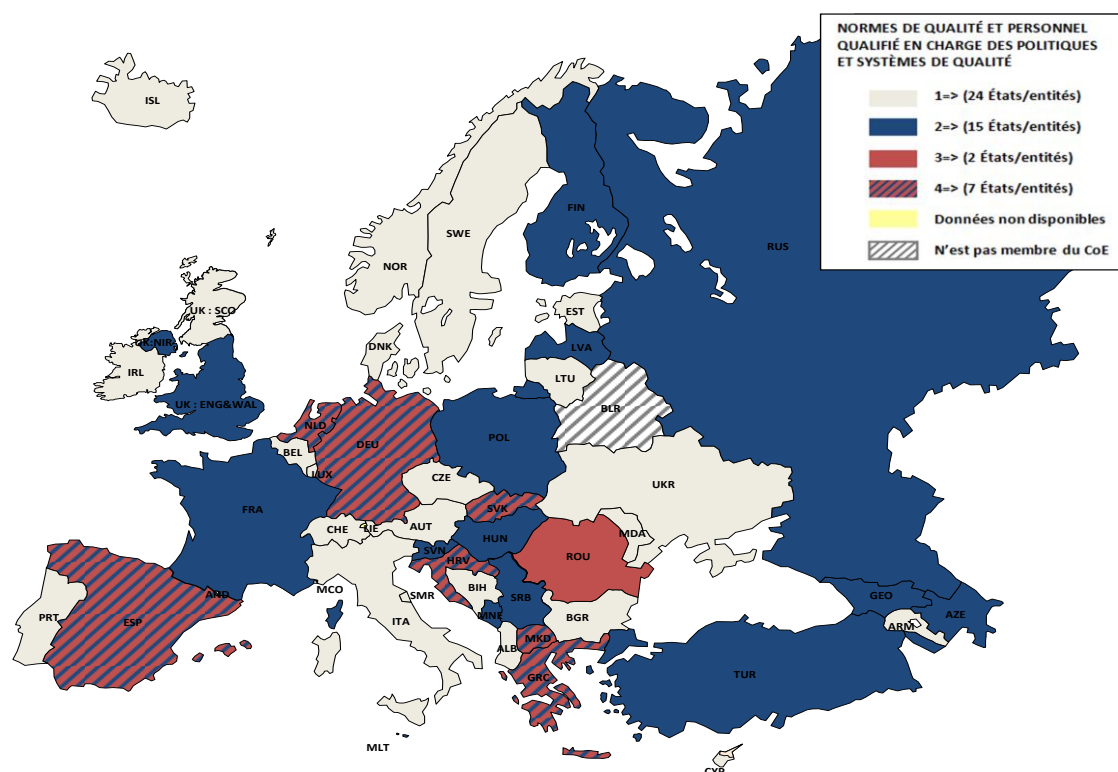 NORMES DE QUALITÉ ET PERSONNEL
QUALIFIÉ EN CHARGE DES POLITIQUES
ET SYSTÈMES DE QUALITÉ
1=> (24 États/entités)
2=> (15 États/entités)
3=> (2 États/entités)
4=> (7 États/entités)
Données non disponibles
N'est pas membre du CoE
ISL
RUS
FIN
SWE
NOR
UK : SCO
EST
UK:NIR
DNK
LVA
IRL
LTU
UK : ENG&WAL
BLR
NLD
DEU
POL
BEL
LUX
CZE
UKR
FRA
SVK
CHE
LIE
AUT
MDA
HUN
SVN
HRV
ROU
MCO
BIH
AND
SMR
SRB
GEO
PRT
ESP
ITA
MNE
BGR
AZE
ARM
MKD
ALB
GRC
TUR
MLT
CYP